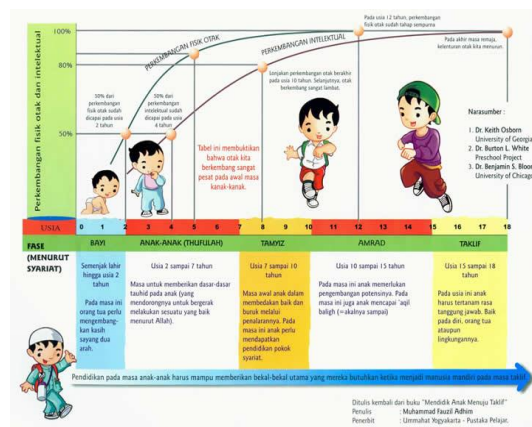 Perkembangan fisik otak dan intelektual
100%
80%
50%
PERKEMBANGAN FISIK OTAK
PERKEMBANGAN INTELEKTUAL
Pada usia 12 tahun, perkembangan
fisik otak sudah tahap sempurna
Pada akhir masa remaja,
kelenturan otak kita menurun.
Lonjakan perkembangan otak berakhir
pada usia 10 tahun. Selanjutnya, otak
berkembang sangat lambat.
50% dari
perkembangan
fisik otak sudah
dicapai pada usia
2 tahun
50% dari
perkembangan
intelektual sudah
dicapai pada usia
4 tahun
Tabel ini membuktikan
bahwa otak kita
berkembang sangat
pesat pada awal masa
kanak-kanak.
Narasumber :
1. Dr. Keith Osborn
University of Georgia
2. Dr. Burton L. White
Preschool Project
3. Dr. Benjamin S. Bloom
University of Chicago
USIA 0 1 2 3 4 5 6 7 8 9 10 11 12 13 14 15 16 17 18
FASE
(MENURUT
SYARIAT)
BAYI
Semenjak lahir
hingga usia 2
tahun
Pada masa ini
orang tua perlu
mengembang-
kan kasih
sayang dua
arah.
ANAK-ANAK (THUFULAH)
Usia 2 sampai 7 tahun
Masa untuk memberikan dasar-dasar
tauhid pada anak (yang
mendorongnya untuk bergerak
melakukan sesuatu yang baik
menurut Allah).
TAMYIZ
Usia 7 sampai 10
tahun
Masa awal anak dalam
membedakan baik dan
buruk melalui
penalarannya. Pada
masa ini anak perlu
mendapatkan
pendidikan pokok
syariat.
AMRAD
Usia 10 sampai 15 tahun
Pada masa ini anak memerlukan
pengembangan potensinya. Pada
masa ini juga anak mencapai 'aqil
baligh (=akalnya sampai)
TAKLIF
Usia 15 sampai 18
tahun
Pada usia ini anak
harus tertanam rasa
tanggung jawab. Baik
pada diri, orang tua
ataupun
lingkungannya.
Pendidikan pada masa anak-anak harus mampu memberikan bekal-bekal utama yang mereka butuhkan ketika menjadi manusia mandiri pada masa taklif.
Ditulis kembali dari buku "Mendidik Anak Menuju Taklif"
Penulis : Muhammad Fauzil Adhim
Penerbit : Ummahat Yogyakarta - Pustaka Pelajar.